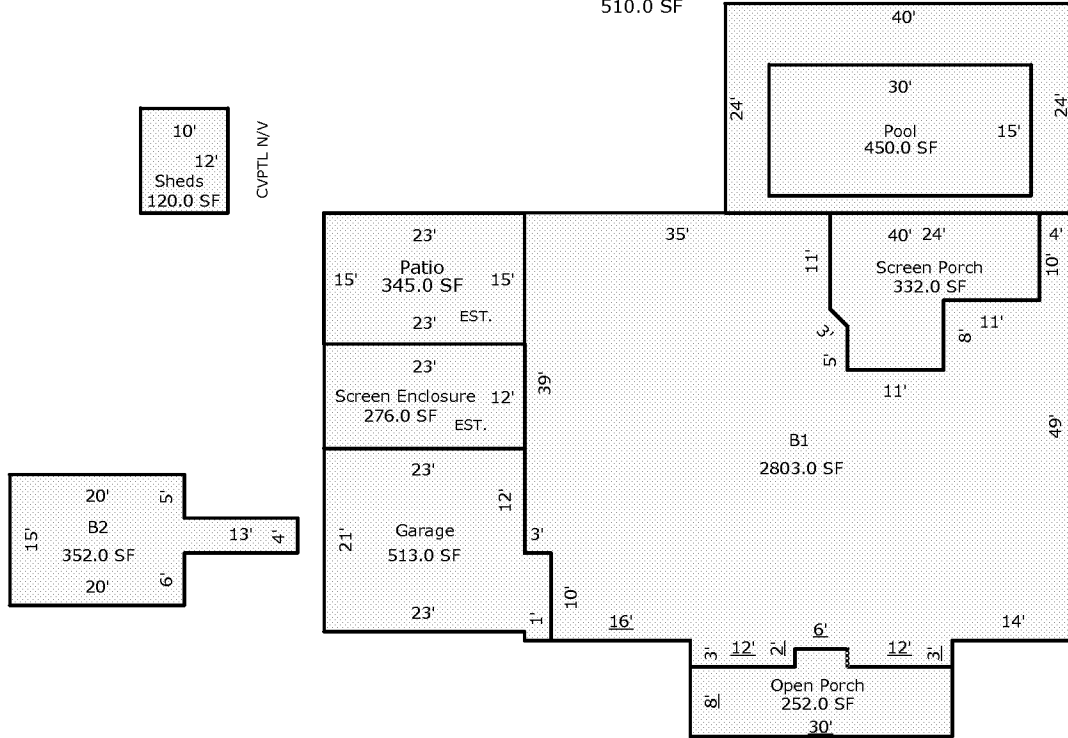 510.0 SF
40'
24'
24'
30'
Pool
15'
450.0 SF
10'
12'
Sheds
120.0 SF
CVPTL N/V
23'
Patio
15'
345.0 SF
15'
EST.
23'
35'
11'
40'
24'
4'
10'
Screen Porch
332.0 SF
11'
8'
3'
5'
11'
23'
Screen Enclosure
12'
276.0 SF
EST.
39'
B1
2803.0 SF
49'
20'
5'
B2
15'
352.0 SF
13'
4'
20'
6'
23'
12'
Garage
21'
513.0 SF
3'
23'
1'
10'
16'
6'
14'
3'
12'
2'
12'
3'
Open Porch
8'
252.0 SF
30'